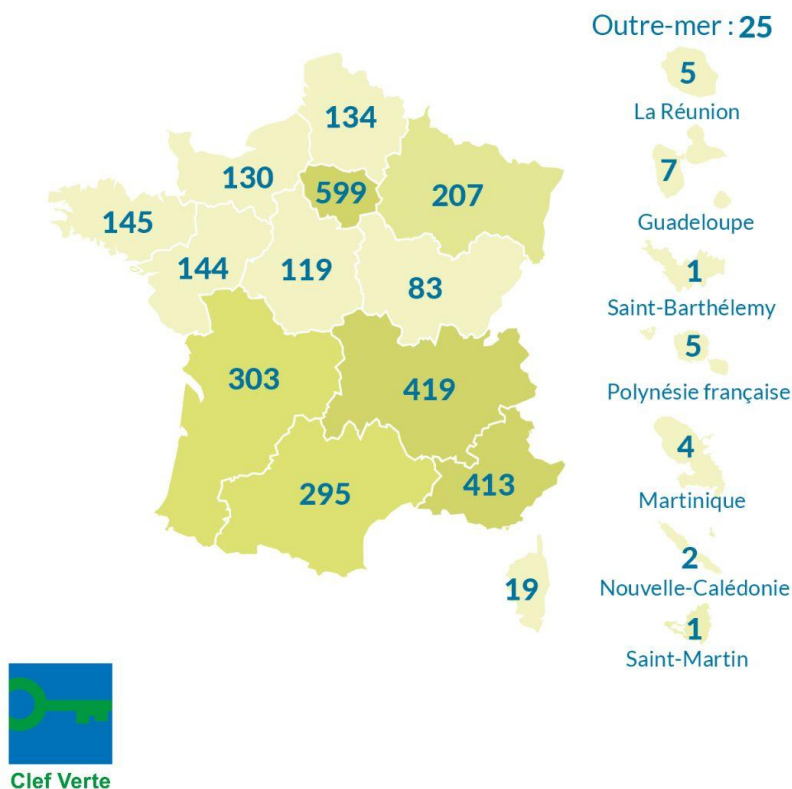 Outre-mer : 25
5
La Réunion
7
Guadeloupe
1
Saint-Barthélemy
5
Polynésie française
4
Martinique
2
Nouvelle-Calédonie
1
Saint-Martin
134
130
599
207
145
144
119
83
303
419
295
413
19
Clef Verte